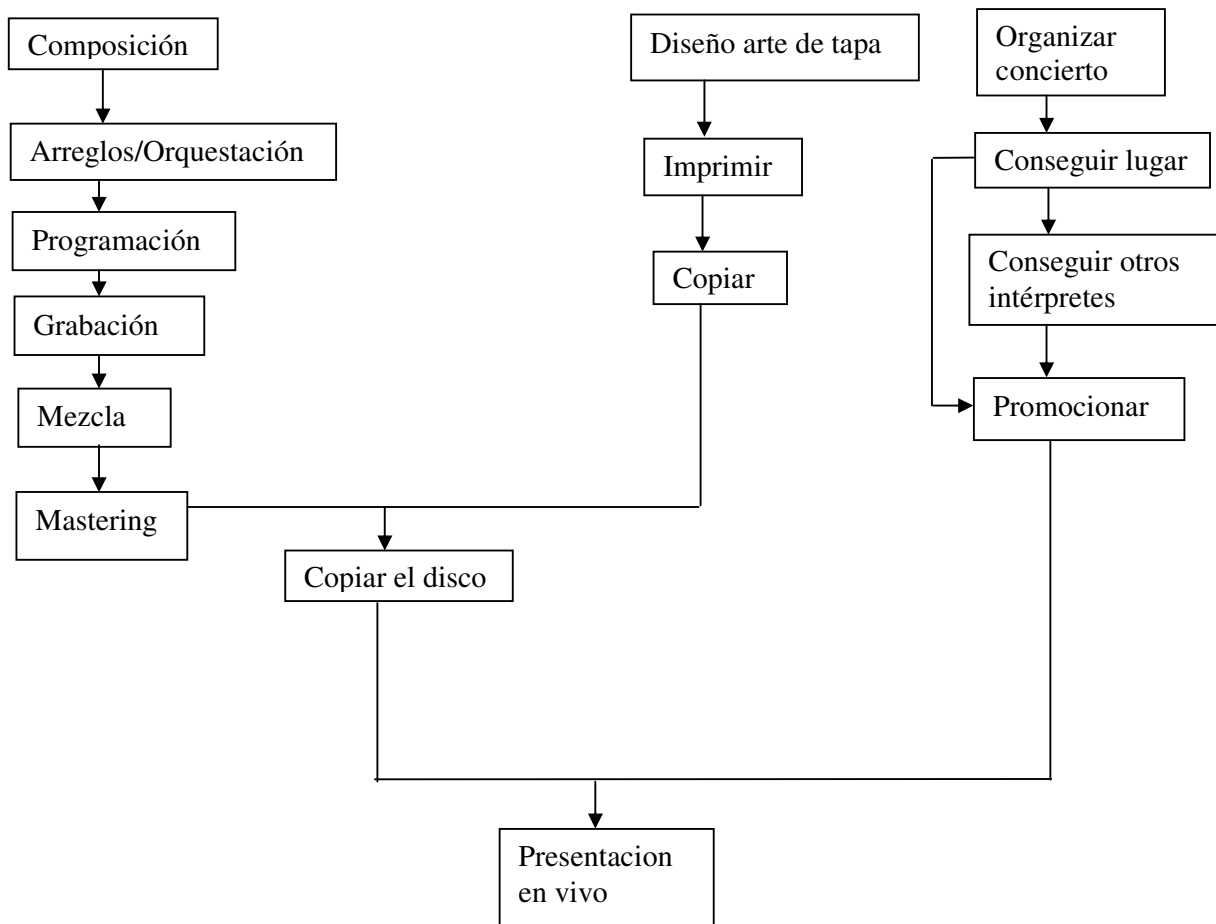 Composición
Diseño arte de tapa
Organizar
concierto
Arreglos/Orquestación
Imprimir
Conseguir lugar
Programación
Copiar
Conseguir otros
intérpretes
Grabación
Mezcla
Promocionar
Mastering
Copiar el disco
Presentacion
en vivo